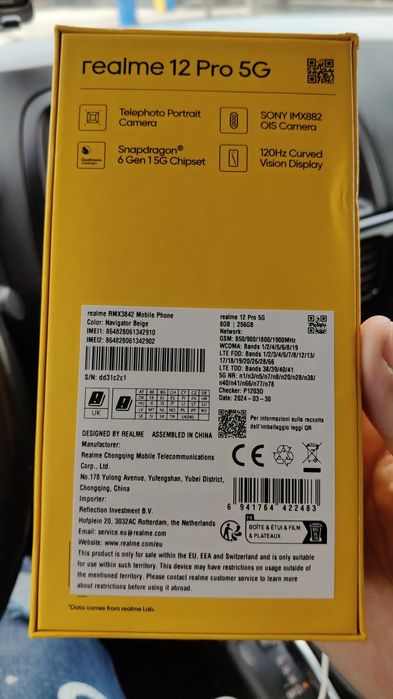 realme 12 Pro 5G
Telephoto Portrait
Camera
SONY IMX882
OIS Camera
Snapdragon®
6 Gen 1 5G Chipset
120Hz Curved
Vision Display
realme RMX3842 Mobile Phone
Color: Navigator Beige
IMEI1: 864828061342910
IMEI2: 864828061342902
S/N: dd31c2c1
UK
realme 12 Pro 5G
8GB | 256GB
Network:
GSM: 850/900/1800/1900MHz
WCDMA: Bands 1/2/4/5/6/8/19
LTE FDD: Bands 1/2/3/4/5/7/8/12/13/
17/18/19/20/26/28/66
LTE TDD: Bands 38/39/40/41
5G NR: n1/n3/n5/n7/n8/n20/n28/n38/
n40/n41/n66/n77/n78
Checker: P1203D
Date: 2024-03-30
Per informazioni sulla raccolta
dell'imballaggio leggi QR
DESIGNED BY REALME ASSEMBLED IN CHINA
Manufacturer:
Realme Chongqing Mobile Telecommunications
Corp., Ltd.
No.178 Yulong Avenue, Yufengshan, Yubei District,
Chongqing, China
Importer:
Reflection Investment B.V.
Hofplein 20, 3032AC Rotterdam, the Netherlands
Email: service.eu@realme.com
Website: www.realme.com/eu
CE
6 941764 422483
FR
BOÎTE & ÉTUI & FILM
& PLATEAUX
This product is only for sale within the EU, EEA and Switzerland and is only suitable
for use within such territory. This device may have restrictions on usage outside of
the mentioned territory. Please contact realme customer service to learn more
about restrictions before using it abroad.
*Data comes from realme Lab.